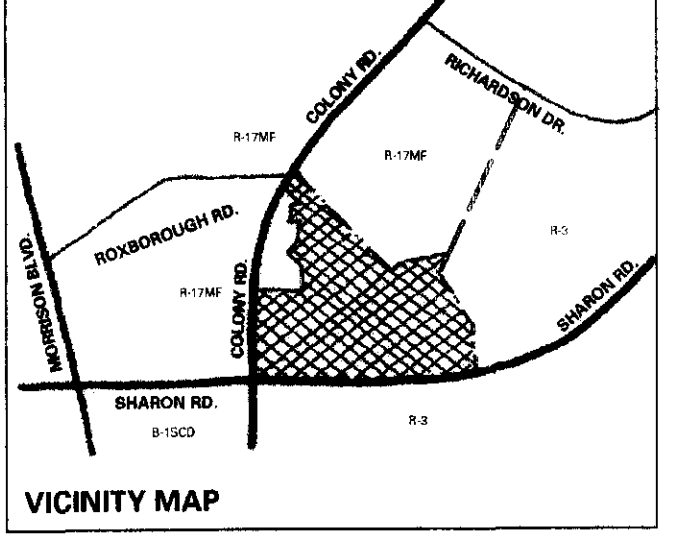 COLONY RD.
RICHARDSON DR.
R-17MF
R-17MF
ROXBOROUGH RD.
R-3
MORRISON BLVD.
R-17MF
COLONY RD.
SHARON RD.
SHARON RD.
B-1SCD
R-3
VICINITY MAP